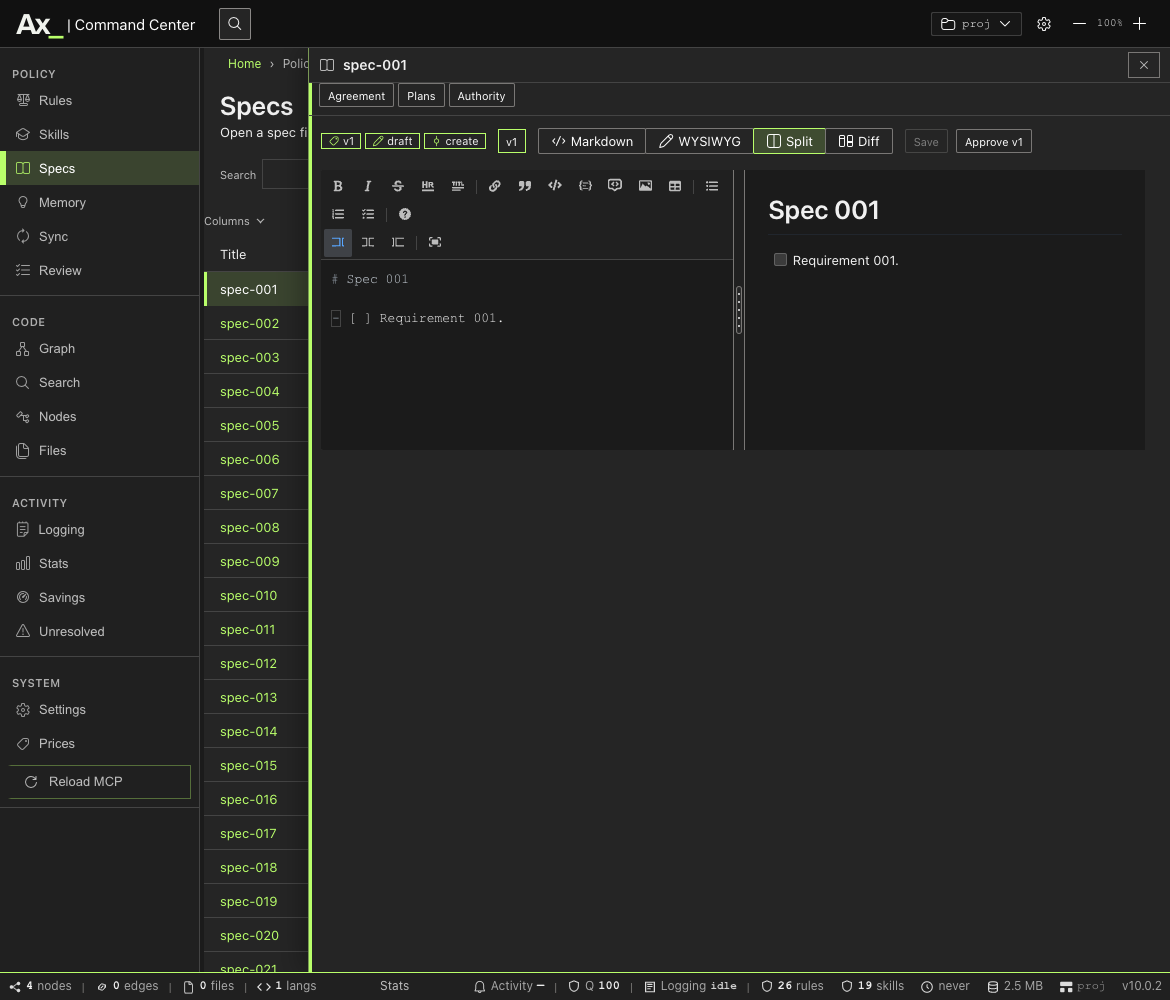 Ax_ | Command Center
proj
100%
POLICY
Rules
Skills
Specs
Memory
Sync
Review
CODE
Graph
Search
Nodes
Files
ACTIVITY
Logging
Stats
Savings
Unresolved
SYSTEM
Settings
Prices
Reload MCP
Home › Polic
Specs
Open a spec fi
Search
Columns
Title
spec-001
spec-002
spec-003
spec-004
spec-005
spec-006
spec-007
spec-008
spec-009
spec-010
spec-011
spec-012
spec-013
spec-014
spec-015
spec-016
spec-017
spec-018
spec-019
spec-020
spec-021
spec-001
Agreement Plans Authority
v1 draft create v1 Markdown WYSIWYG Split Diff Save Approve v1
B I S HR
# Spec 001
- [ ] Requirement 001.
Spec 001
Requirement 001.
4 nodes | 0 edges | 0 files | 1 langs Stats Activity — | Q 100 | Logging idle | 26 rules 19 skills never 2.5 MB proj v10.0.2